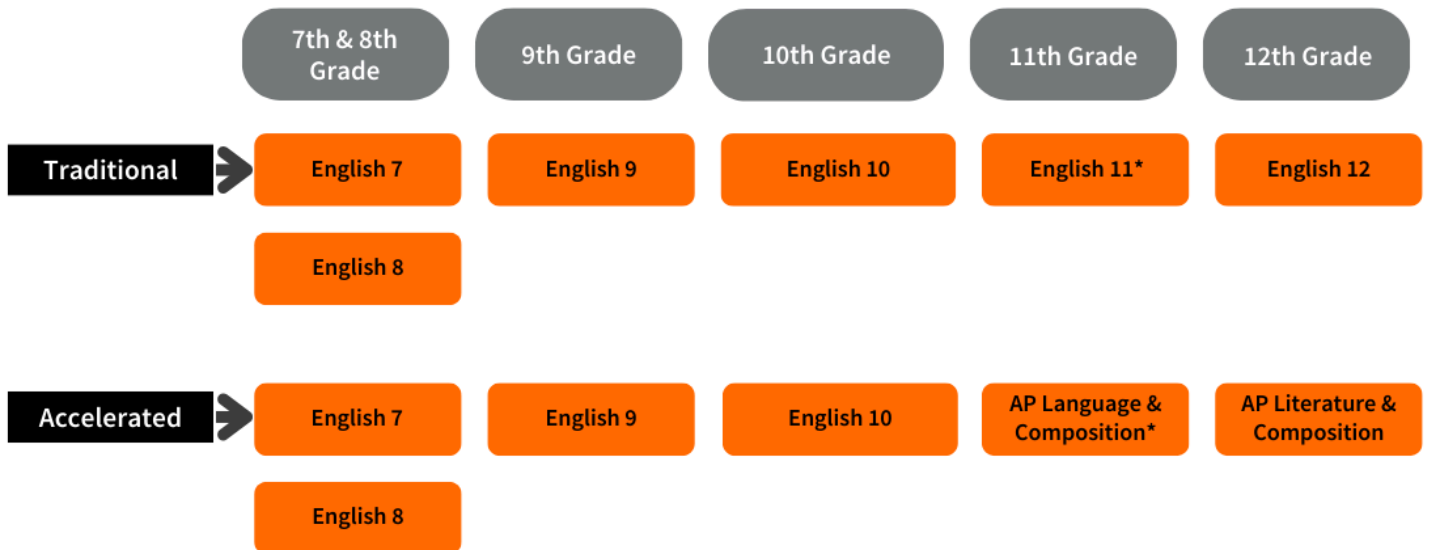 7th & 8th
Grade
9th Grade
10th Grade
11th Grade
12th Grade
Traditional
English 7
English 9
English 10
English 11*
English 12
English 8
Accelerated
English 7
English 9
English 10
AP Language &
Composition*
AP Literature &
Composition
English 8